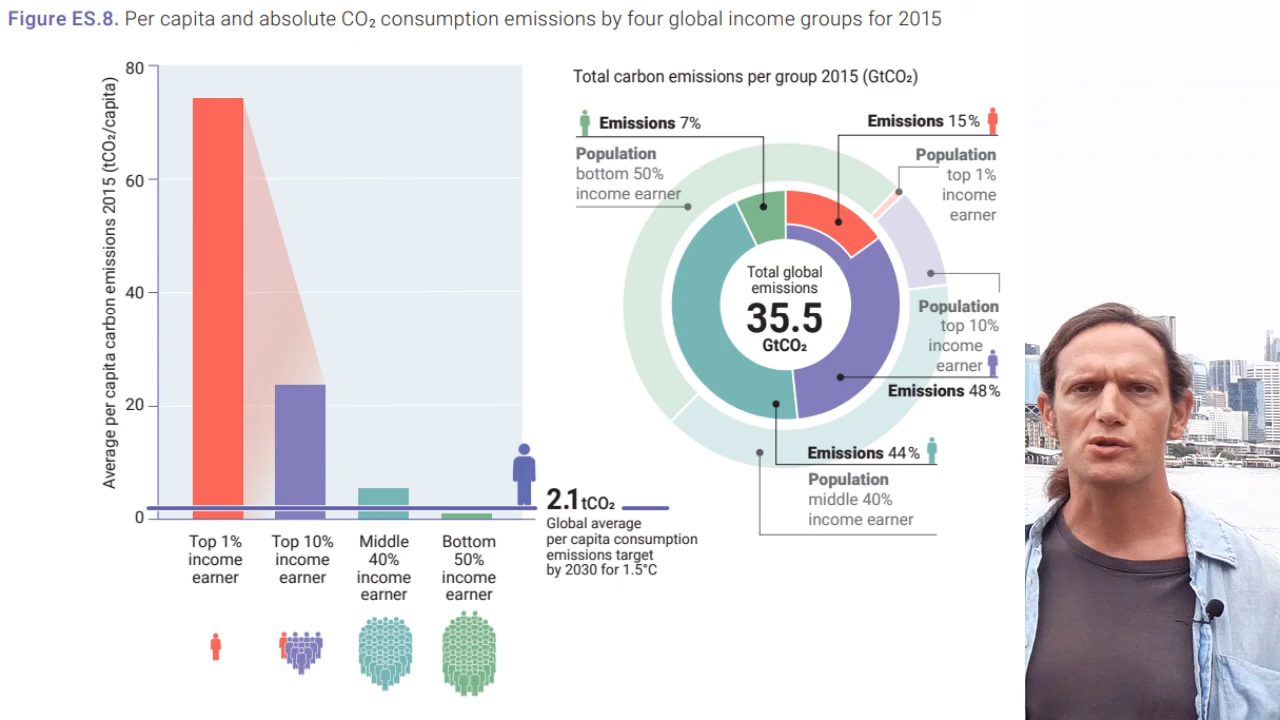 Figure ES.8. Per capita and absolute CO₂ consumption emissions by four global income groups for 2015
Average per capita carbon emissions 2015 (tCO₂/capita)
80
60
40
20
0
Top 1%
income
earner
Top 10%
income
earner
Middle
40%
income
earner
Bottom
50%
income
earner
2.1tCO₂
Global average
per capita consumption
emissions target
by 2030 for 1.5°C
Total carbon emissions per group 2015 (GtCO₂)
Emissions 7%
Population
bottom 50%
income earner
Emissions 15%
Population
top 1%
income
earner
Total global
emissions
35.5
GtCO₂
Population
top 10%
income
earner
Emissions 48%
Emissions 44%
Population
middle 40%
income earner